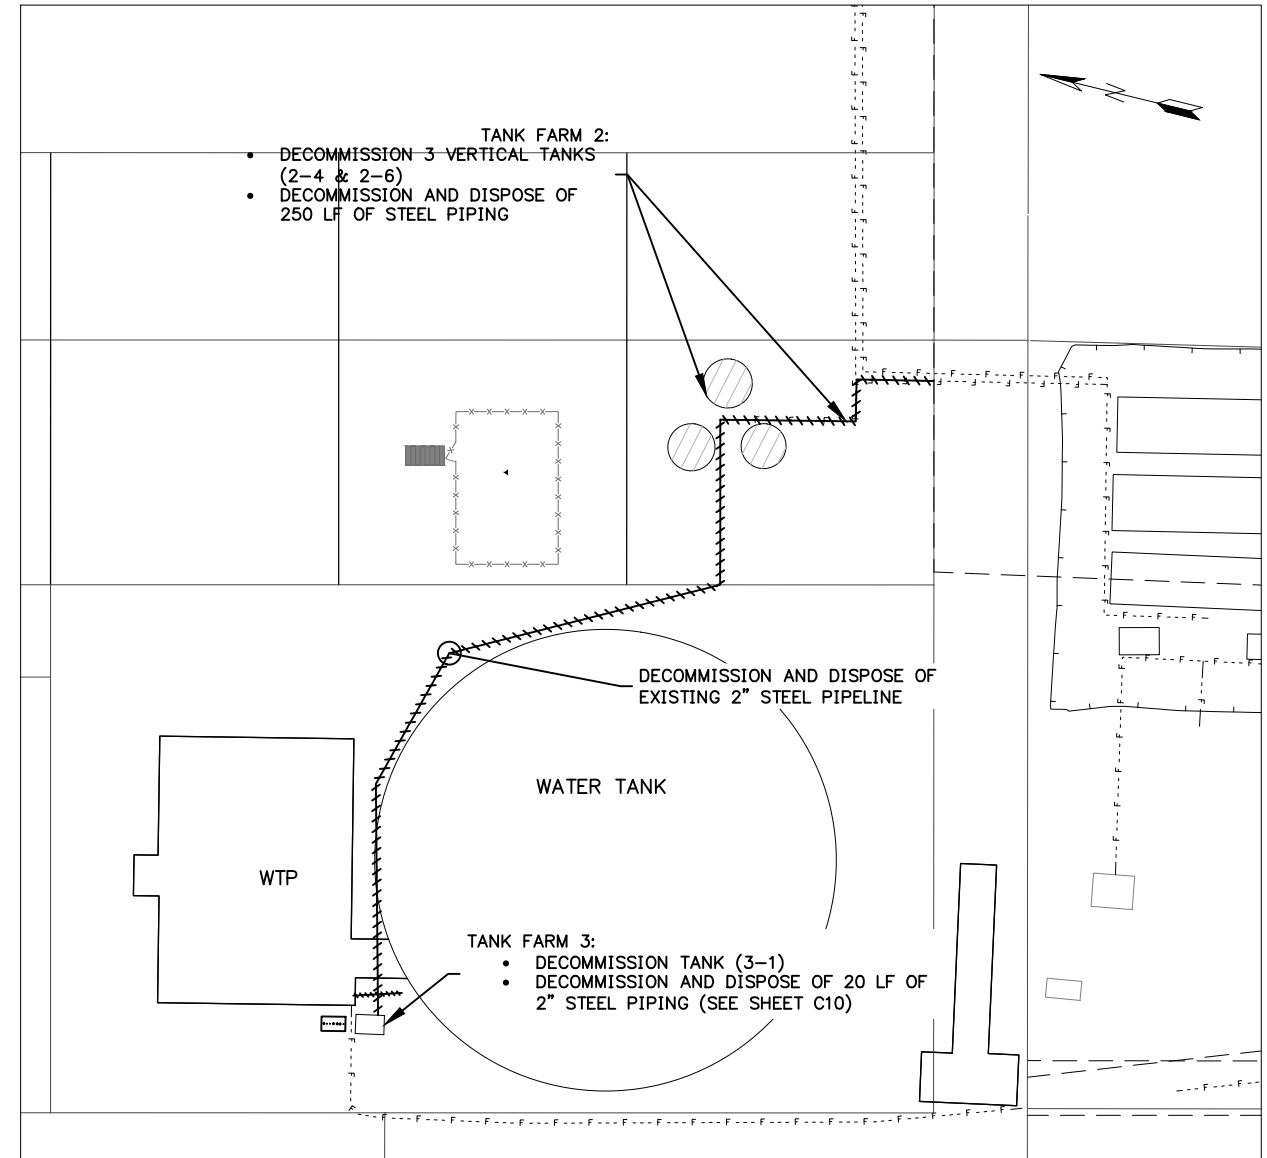 TANK FARM 2:
• DECOMMISSION 3 VERTICAL TANKS
(2-4 & 2-6)
• DECOMMISSION AND DISPOSE OF
250 LF OF STEEL PIPING
DECOMMISSION AND DISPOSE OF
EXISTING 2" STEEL PIPELINE
WATER TANK
WTP
TANK FARM 3:
• DECOMMISSION TANK (3-1)
• DECOMMISSION AND DISPOSE OF 20 LF OF
2" STEEL PIPING (SEE SHEET C10)